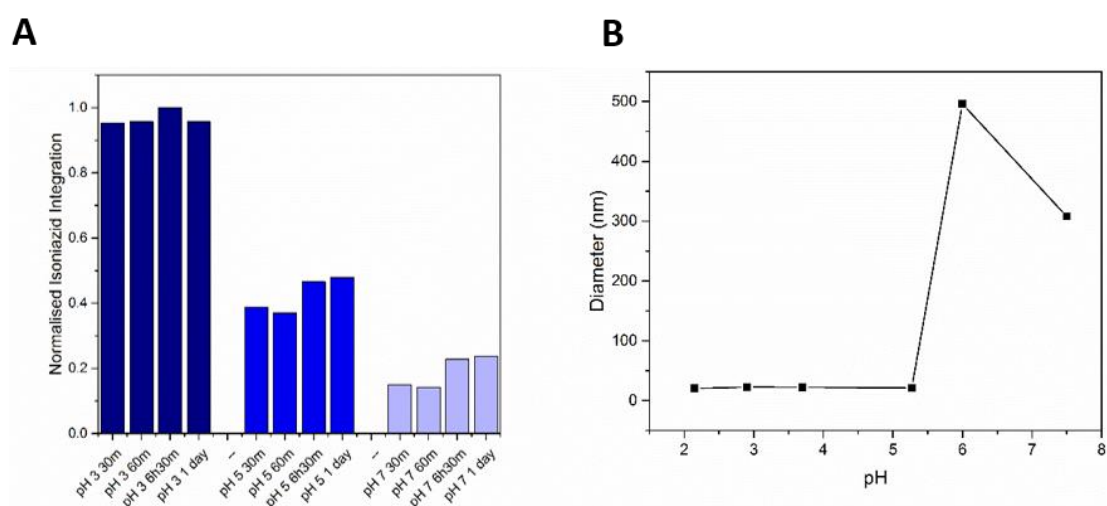 A
B
Normalised Isoniazid Integration
1.0
0.8
0.6
0.4
0.2
0.0
pH 3 30m
pH 3 60m
pH 3 6h30m
pH 3 1 day
--
pH 5 30m
pH 5 60m
pH 5 6h30m
pH 5 1 day
--
pH 7 30m
pH 7 60m
pH 7 6h30m
pH 7 1 day
Diameter (nm)
500
400
300
200
100
0
2
3
4
5
6
7
8
pH